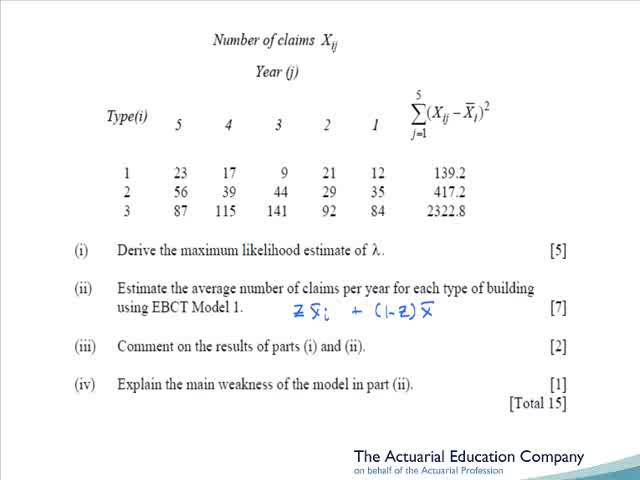 Number of claims X_ij
Year (j)
Type(i) 5 4 3 2 1 ∑_{j=1}^{5}(X_ij − X̄_i)²
1 23 17 9 21 12 139.2
2 56 39 44 29 35 417.2
3 87 115 141 92 84 2322.8
(i) Derive the maximum likelihood estimate of λ. [5]
(ii) Estimate the average number of claims per year for each type of building
using EBCT Model 1. z x̄_i + (1-z) x̄ [7]
(iii) Comment on the results of parts (i) and (ii). [2]
(iv) Explain the main weakness of the model in part (ii). [1]
[Total 15]
The Actuarial Education Company
on behalf of the Actuarial Profession